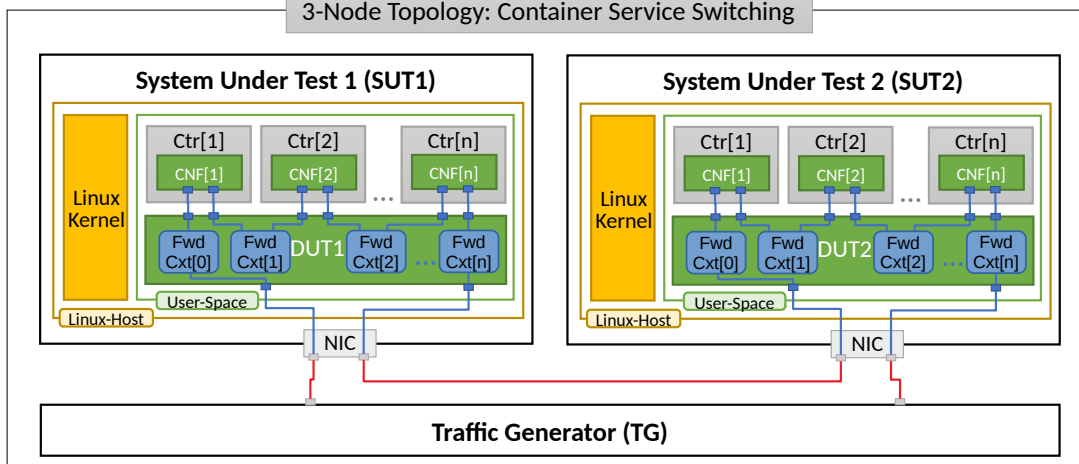 3-Node Topology: Container Service Switching
System Under Test 1 (SUT1)
Linux
Kernel
Ctr[1]
CNF[1]
Ctr[2]
CNF[2]
...
Ctr[n]
CNF[n]
DUT1
Fwd
Cxt[0]
Fwd
Cxt[1]
Fwd
Cxt[2]
...
Fwd
Cxt[n]
User-Space
Linux-Host
NIC
System Under Test 2 (SUT2)
Linux
Kernel
Ctr[1]
CNF[1]
Ctr[2]
CNF[2]
...
Ctr[n]
CNF[n]
DUT2
Fwd
Cxt[0]
Fwd
Cxt[1]
Fwd
Cxt[2]
...
Fwd
Cxt[n]
User-Space
Linux-Host
NIC
Traffic Generator (TG)